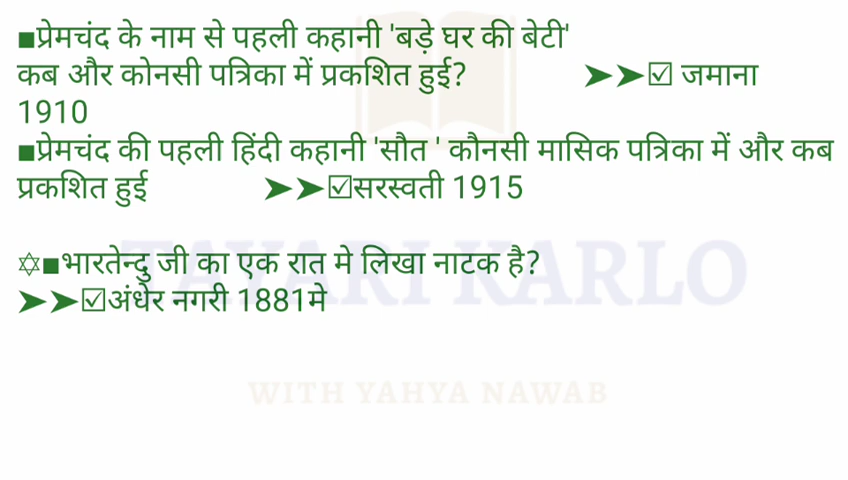 ■प्रेमचंद के नाम से पहली कहानी 'बड़े घर की बेटी'
कब और कोनसी पत्रिका में प्रकशित हुई? ➤➤☑ जमाना
1910
■प्रेमचंद की पहली हिंदी कहानी 'सौत ' कौनसी मासिक पत्रिका में और कब
प्रकशित हुई ➤➤☑सरस्वती 1915
✡■भारतेन्दु जी का एक रात मे लिखा नाटक है?
➤➤☑अंधेर नगरी 1881मे
TAYARI KARLO
WITH YAHYA NAWAB